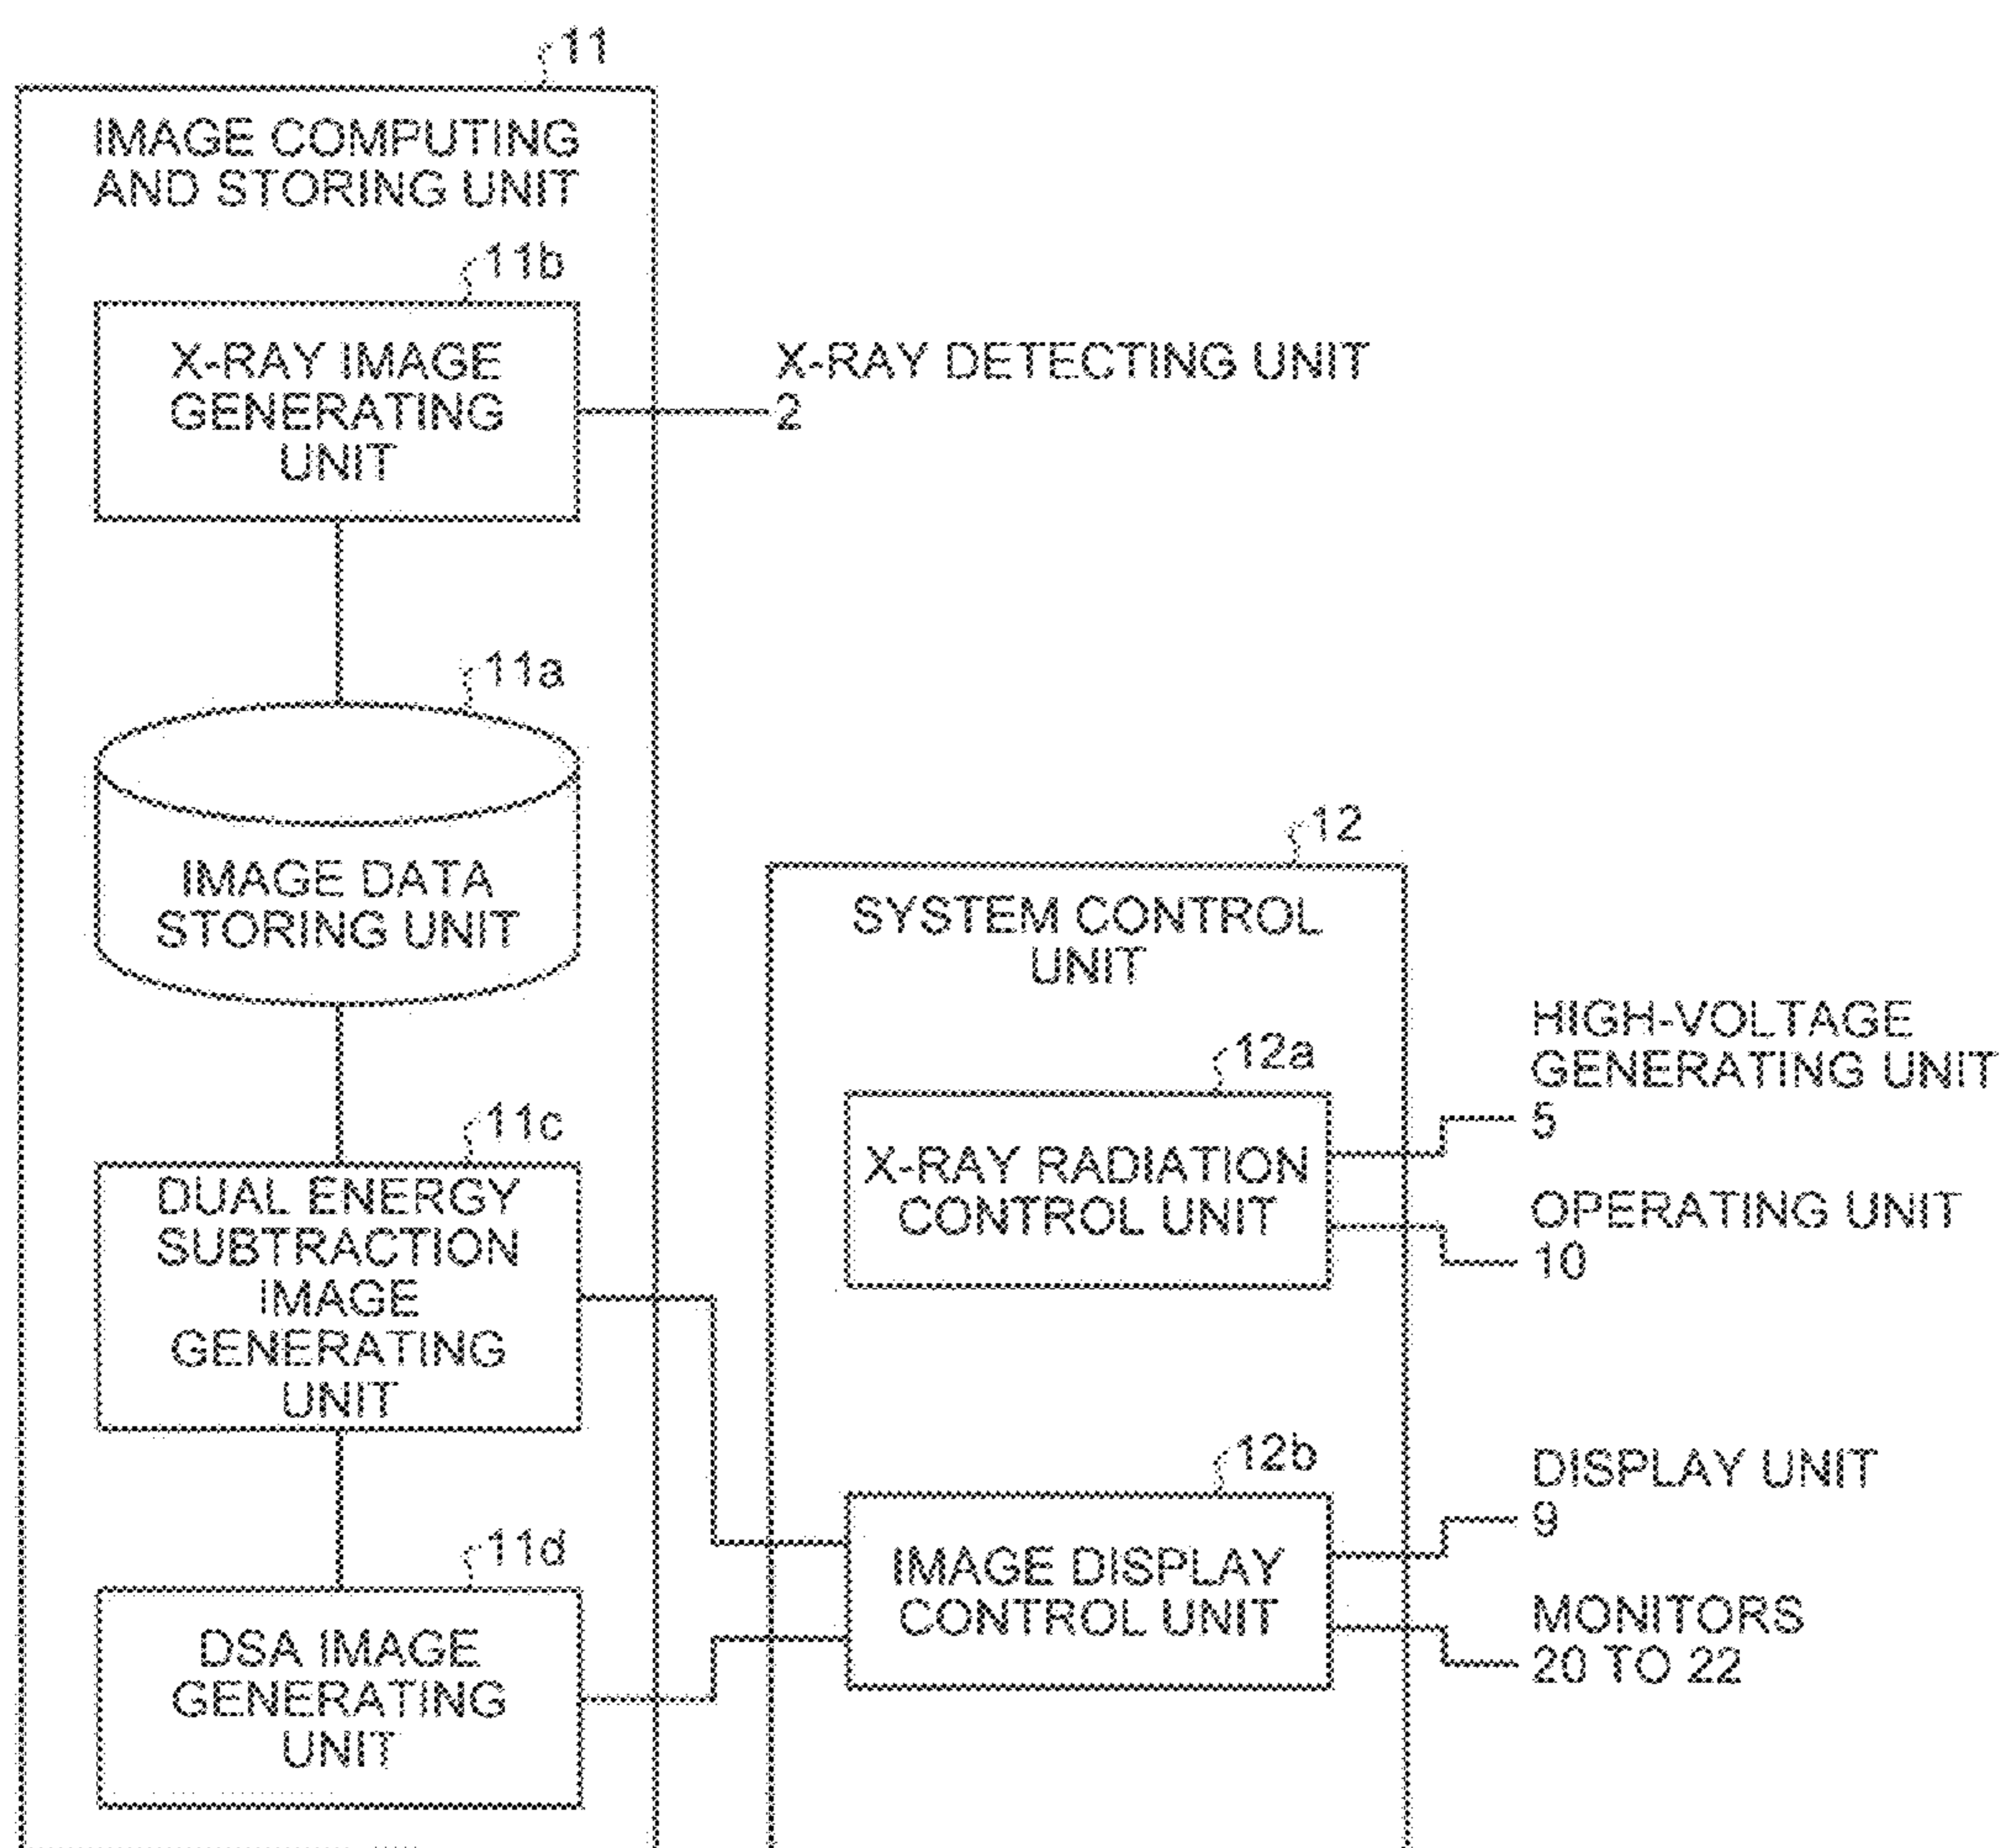 11
IMAGE COMPUTING
AND STORING UNIT
11b
X-RAY IMAGE
GENERATING
UNIT
X-RAY DETECTING UNIT
2
11a
IMAGE DATA
STORING UNIT
12
SYSTEM CONTROL
UNIT
12a
X-RAY RADIATION
CONTROL UNIT
HIGH-VOLTAGE
GENERATING UNIT
5
OPERATING UNIT
10
11c
DUAL ENERGY
SUBTRACTION
IMAGE
GENERATING
UNIT
12b
IMAGE DISPLAY
CONTROL UNIT
DISPLAY UNIT
9
MONITORS
20 TO 22
11d
DSA IMAGE
GENERATING
UNIT